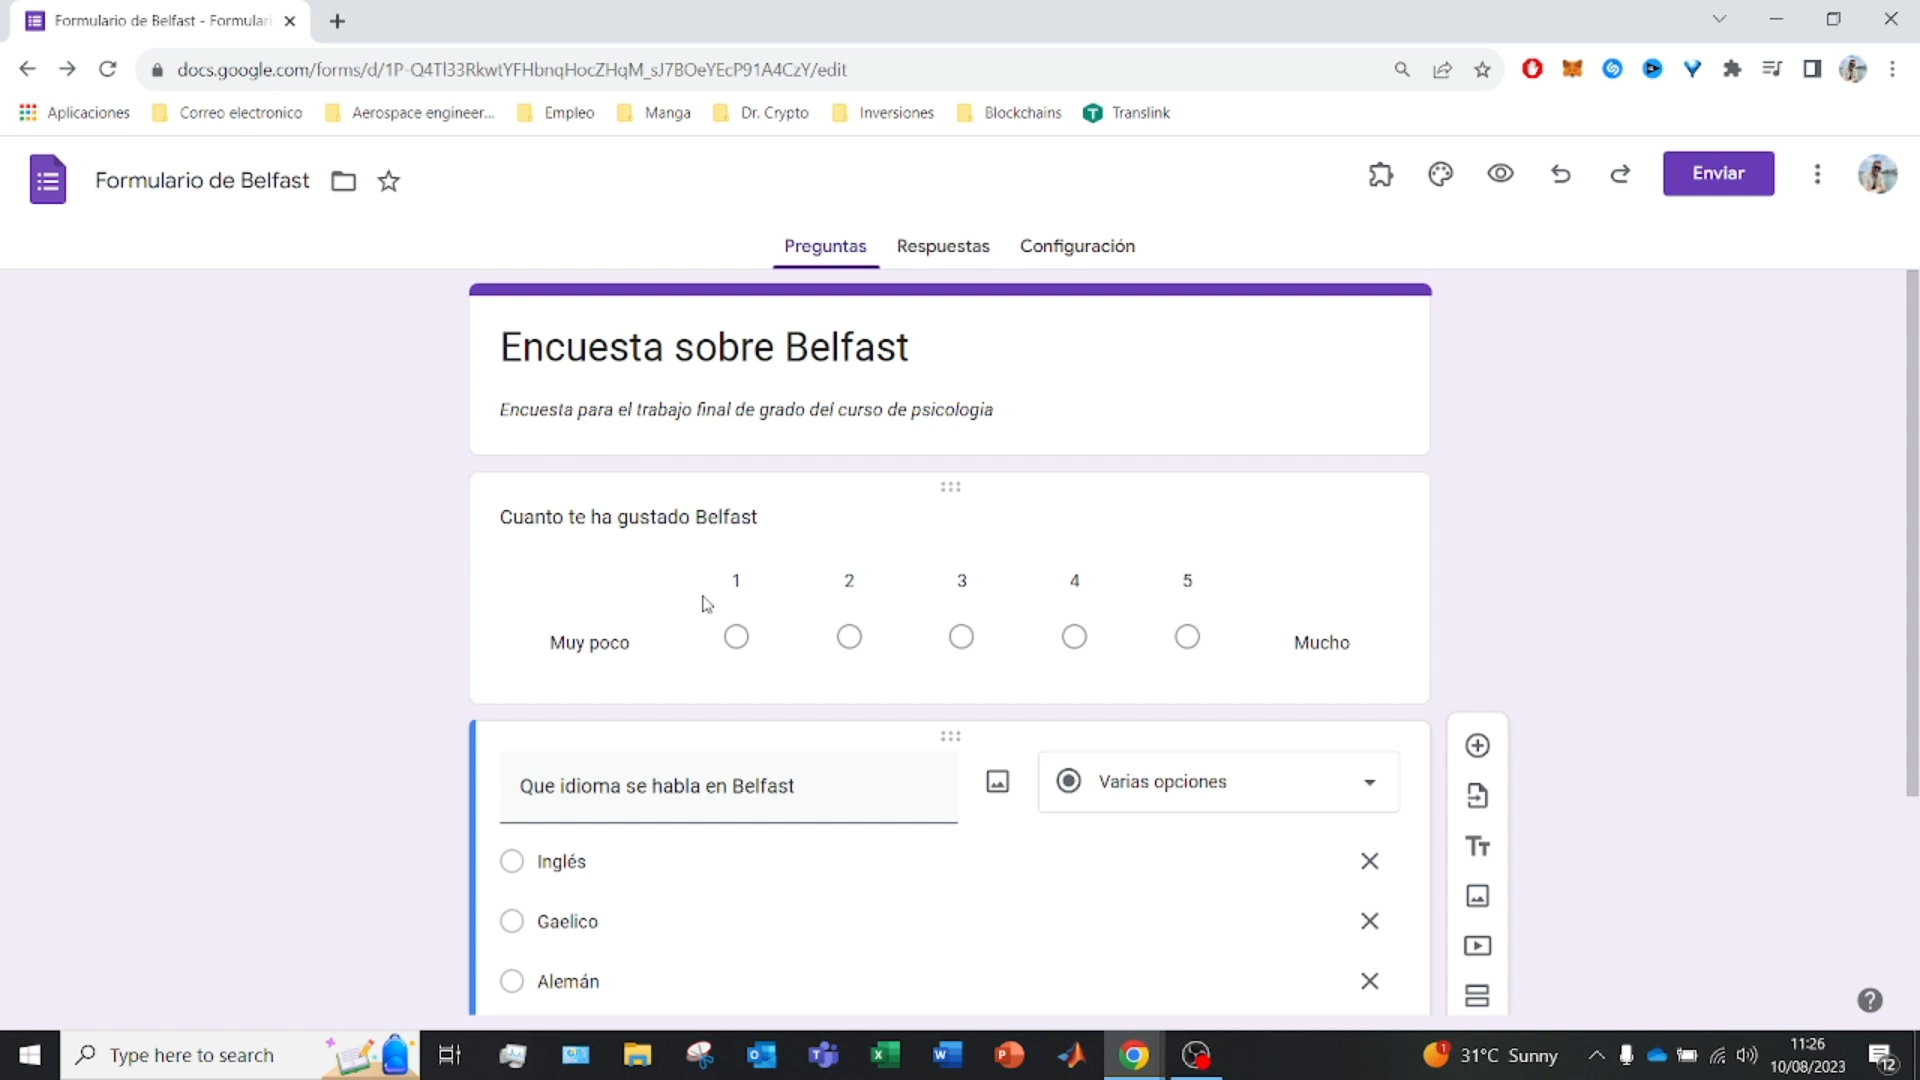 Formulario de Belfast - Formulari
docs.google.com/forms/d/1P-Q4Tl33RkwtYFHbnqHocZHqM_sJ7BOeYEcP91A4CzY/edit
Aplicaciones Correo electronico Aerospace engineer... Empleo Manga Dr. Crypto Inversiones Blockchains T Translink
Formulario de Belfast
Enviar
Preguntas Respuestas Configuración
Encuesta sobre Belfast
Encuesta para el trabajo final de grado del curso de psicologia
Cuanto te ha gustado Belfast
1 2 3 4 5
Muy poco Mucho
Que idioma se habla en Belfast
Varias opciones
Inglés
Gaelico
Alemán
Type here to search
31°C Sunny
11:26
10/08/2023
12